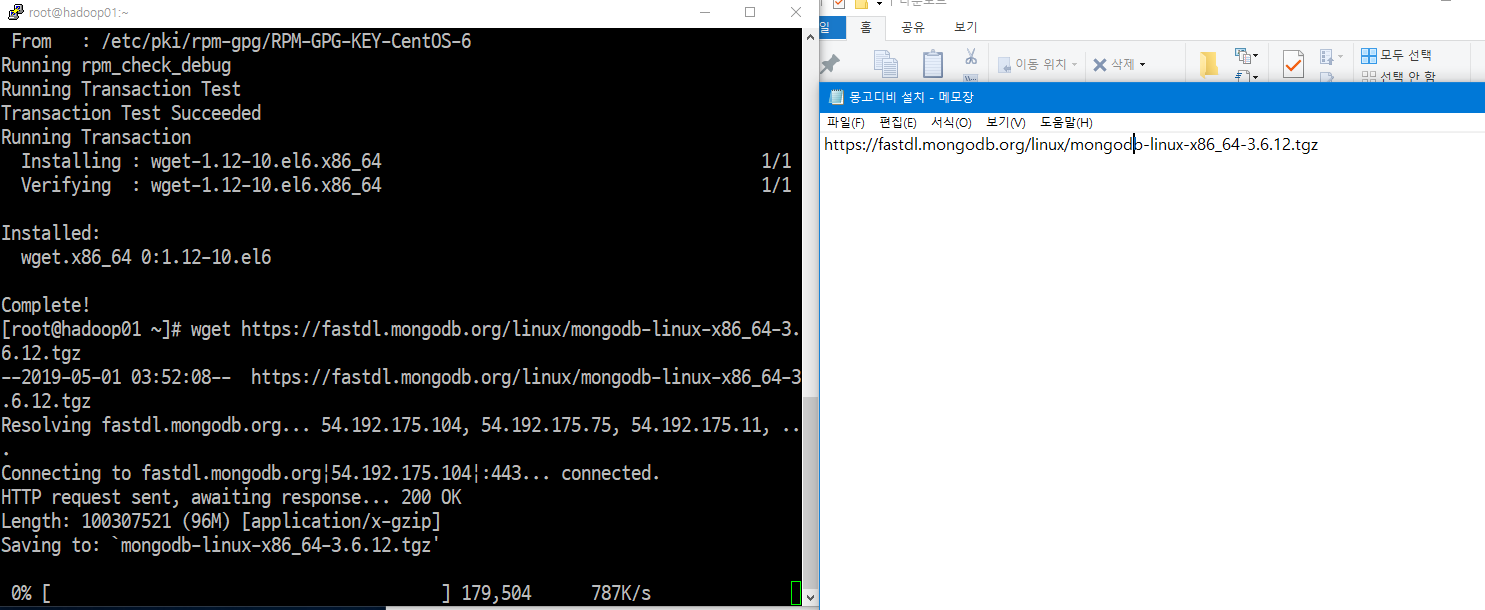 root@hadoop01:~
From   : /etc/pki/rpm-gpg/RPM-GPG-KEY-CentOS-6
Running rpm_check_debug
Running Transaction Test
Transaction Test Succeeded
Running Transaction
  Installing : wget-1.12-10.el6.x86_64                                      1/1
  Verifying  : wget-1.12-10.el6.x86_64                                      1/1
Installed:
  wget.x86_64 0:1.12-10.el6
Complete!
[root@hadoop01 ~]# wget https://fastdl.mongodb.org/linux/mongodb-linux-x86_64-3.
6.12.tgz
--2019-05-01 03:52:08--  https://fastdl.mongodb.org/linux/mongodb-linux-x86_64-3
.6.12.tgz
Resolving fastdl.mongodb.org... 54.192.175.104, 54.192.175.75, 54.192.175.11, ..
.
Connecting to fastdl.mongodb.org¦54.192.175.104¦:443... connected.
HTTP request sent, awaiting response... 200 OK
Length: 100307521 (96M) [application/x-gzip]
Saving to: `mongodb-linux-x86_64-3.6.12.tgz'
 0% [                                       ] 179,504      787K/s
홈 공유 보기
이동 위치 삭제 모두 선택
선택 안 함
몽고디비 설치 - 메모장
파일(F) 편집(E) 서식(O) 보기(V) 도움말(H)
https://fastdl.mongodb.org/linux/mongodb-linux-x86_64-3.6.12.tgz